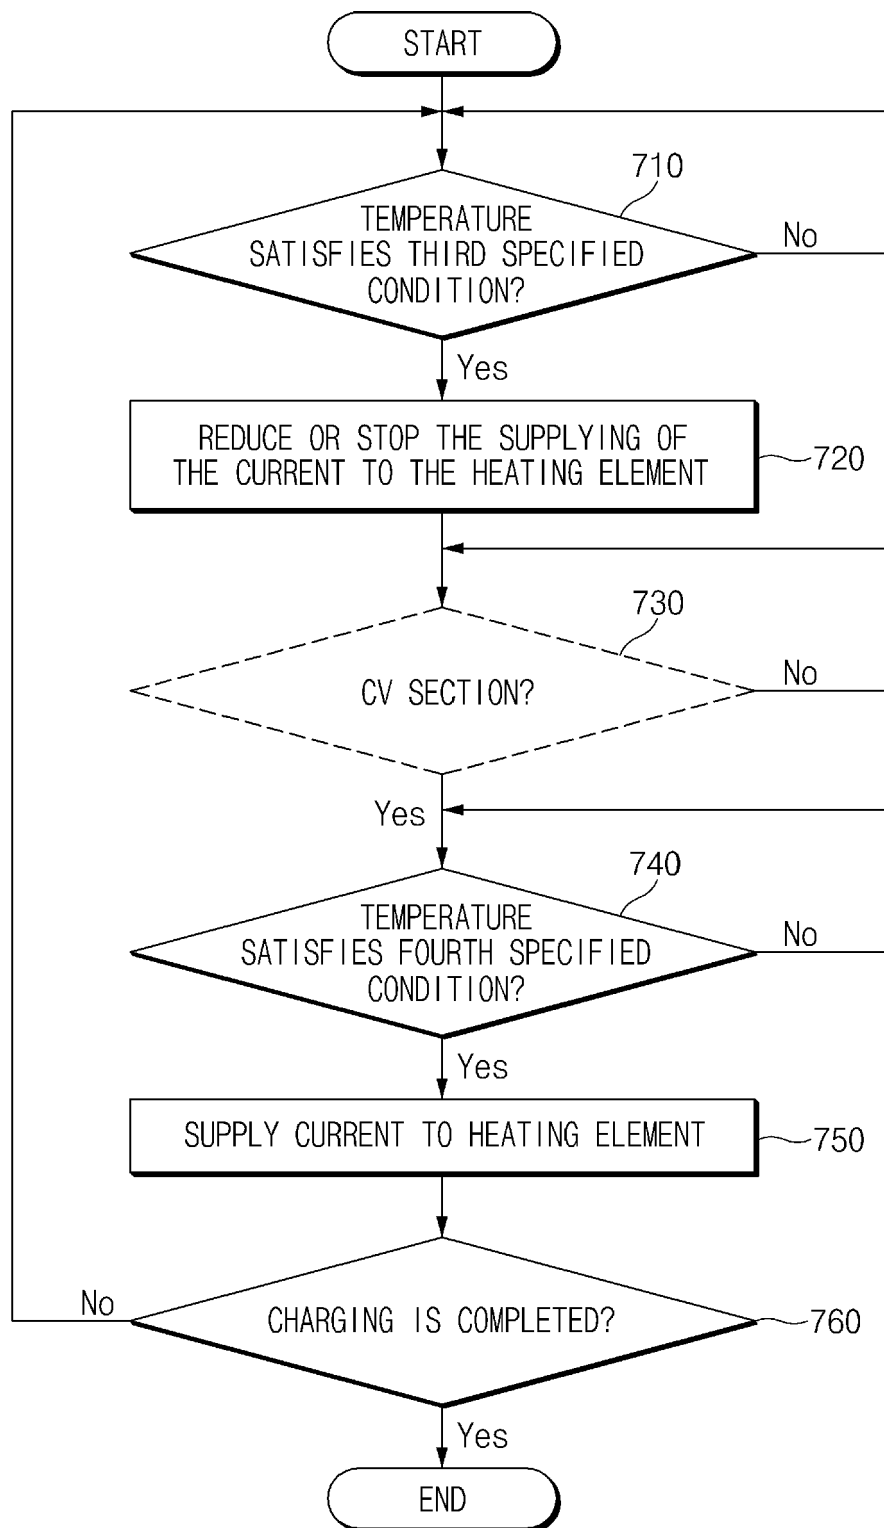 START
710
TEMPERATURE
SATISFIES THIRD SPECIFIED
CONDITION?
No
Yes
REDUCE OR STOP THE SUPPLYING OF
THE CURRENT TO THE HEATING ELEMENT
720
730
CV SECTION?
No
Yes
740
TEMPERATURE
SATISFIES FOURTH SPECIFIED
CONDITION?
No
Yes
SUPPLY CURRENT TO HEATING ELEMENT
750
No
CHARGING IS COMPLETED?
760
Yes
END